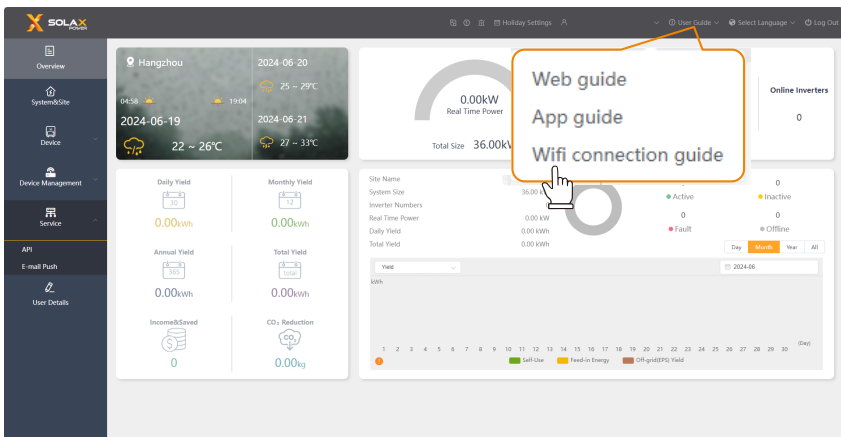 SOLAX
POWER
Holiday Settings
User Guide
Select Language
Log Out
Overview
System&Site
Device
Device Management
Service
API
E-mail Push
User Details
Hangzhou
04:58
19:04
2024-06-19
22 ~ 26℃
2024-06-20
25 ~ 29℃
2024-06-21
27 ~ 33℃
0.00kW
Real Time Power
Total Size 36.00k
Web guide
App guide
Wifi connection guide
Online Inverters
0
Daily Yield
30
0.00kWh
Monthly Yield
12
0.00kWh
Annual Yield
365
0.00kWh
Total Yield
total
0.00kWh
Income&Saved
0
CO₂ Reduction
CO₂
0.00kg
Site Name
System Size
36.00
Inverter Numbers
Real Time Power
0.00 kW
Daily Yield
0.00 kWh
Total Yield
0.00 kWh
Active
0
Inactive
0
Fault
0
Offline
Day Month Year All
Yield
2024-06
kWh
1 2 3 4 5 6 7 8 9 10 11 12 13 14 15 16 17 18 19 20 21 22 23 24 25 26 27 28 29 30
(Day)
Self-Use Feed-in Energy Off-grid(EPS) Yield